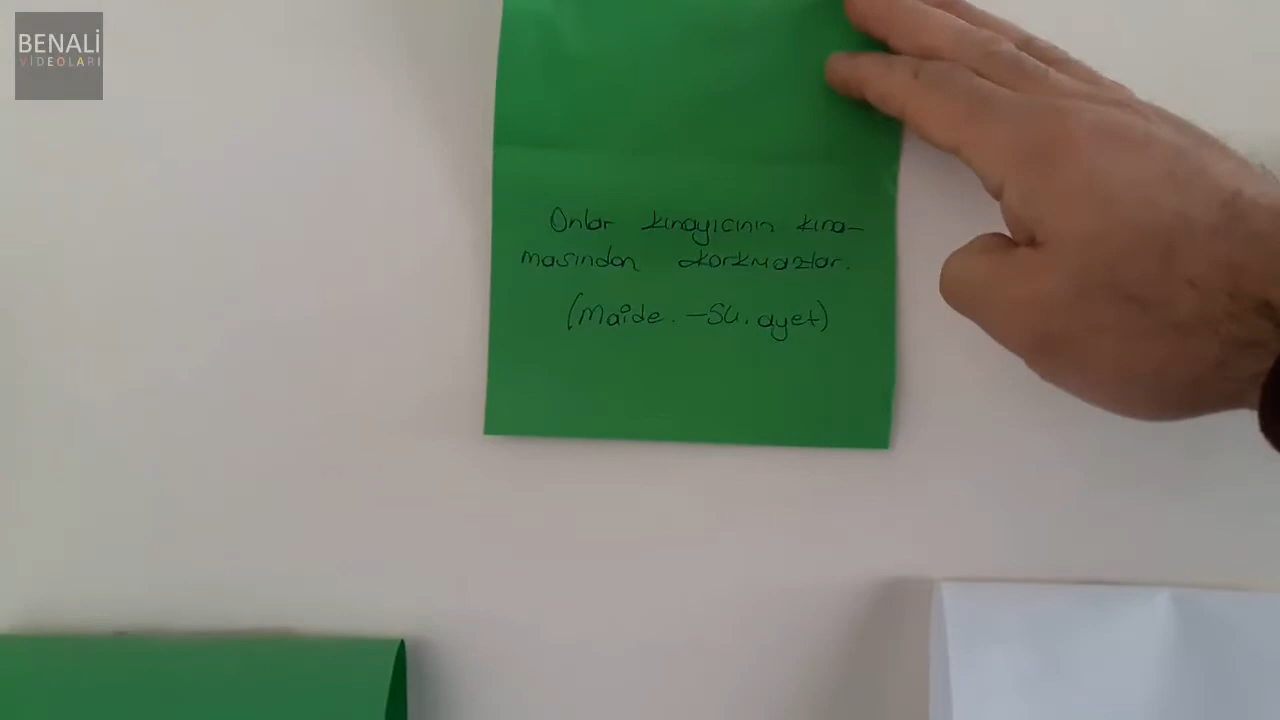 BENALİ
VİDEOLARI
Onlar kınayıcının kına-
masından korkmazlar.
(Maide. -54. ayet)